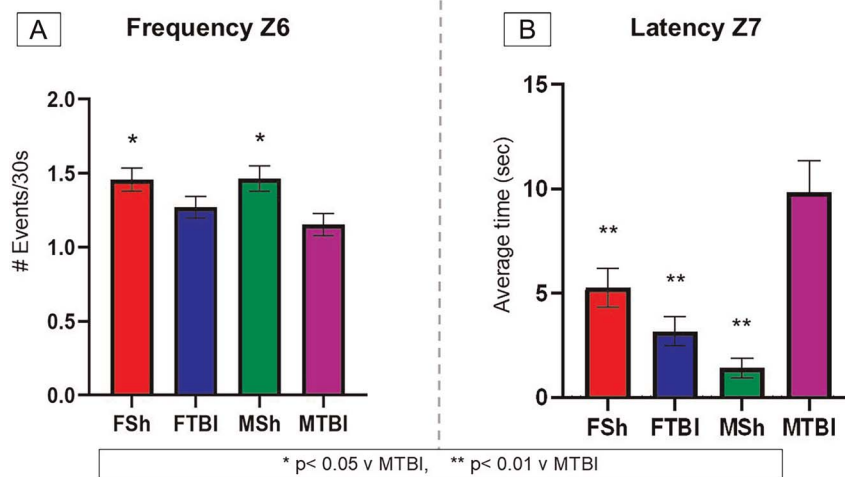 A
Frequency Z6
# Events/30s
2.0
1.5
1.0
0.5
0.0
*
*
FSh FTBI MSh MTBI
B
Latency Z7
Average time (sec)
15
10
5
0
**
**
**
FSh FTBI MSh MTBI
* p< 0.05 v MTBI, ** p< 0.01 v MTBI